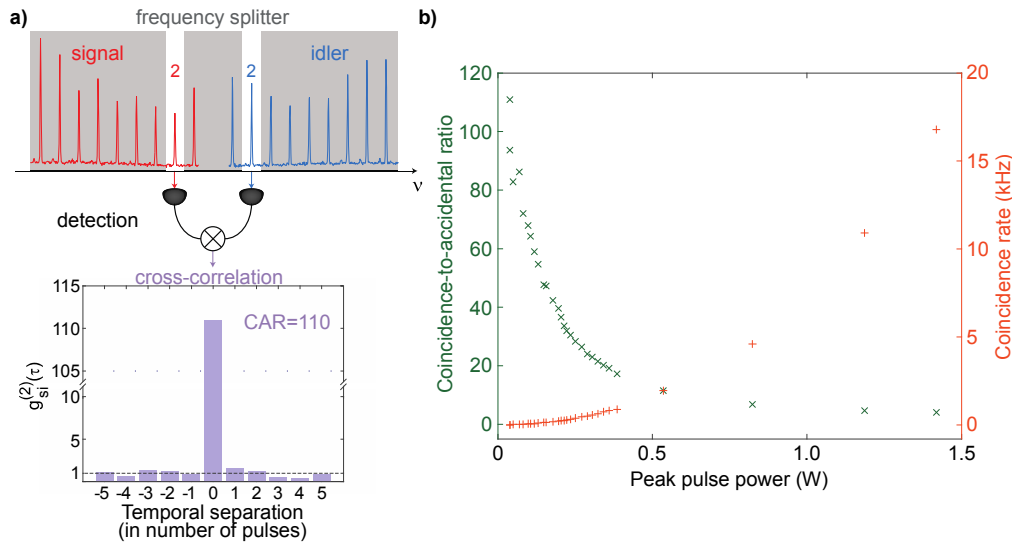 a)
frequency splitter
signal
2
2
idler
ν
detection
cross-correlation
115
110
105
10
5
1
g_si^(2)(τ)
CAR=110
-5 -4 -3 -2 -1 0 1 2 3 4 5
Temporal separation
(in number of pulses)
b)
120
100
80
60
40
20
0
Coincidence-to-accidental ratio
20
15
10
5
0
Coincidence rate (kHz)
0 0.5 1.0 1.5
Peak pulse power (W)